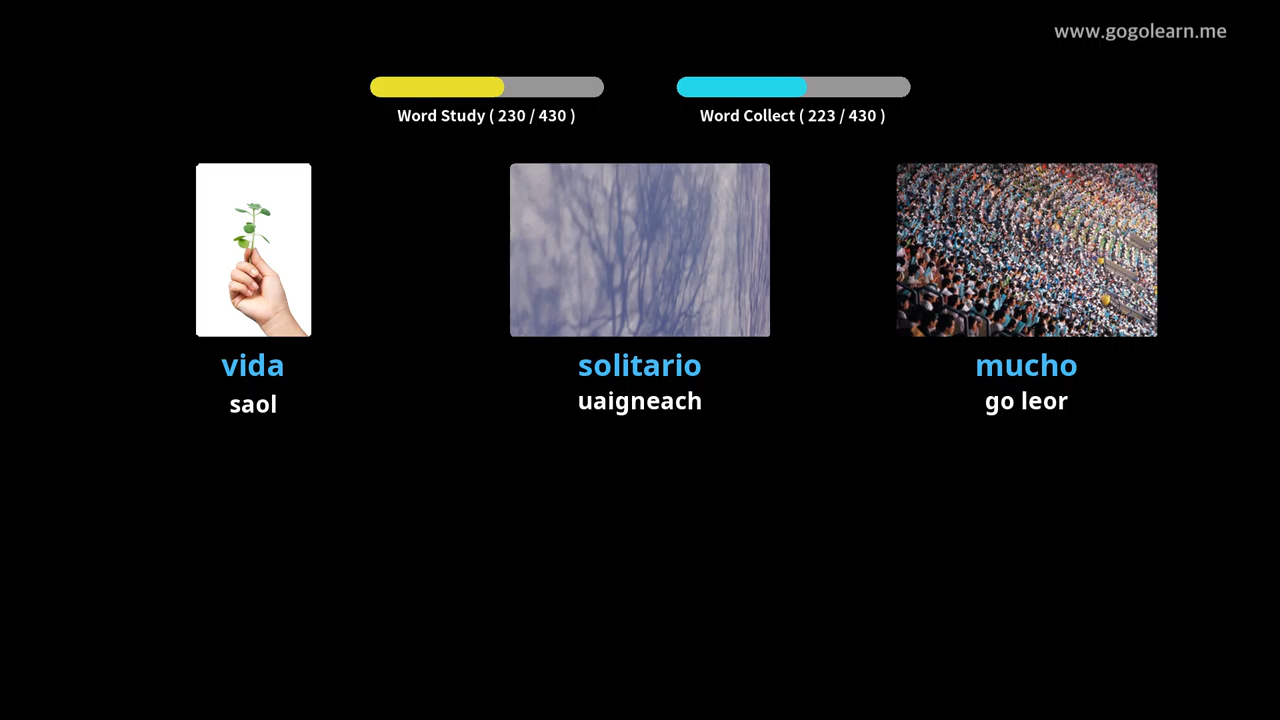 www.gogolearn.me
Word Study ( 230 / 430 )
Word Collect ( 223 / 430 )
vida
saol
solitario
uaigneach
mucho
go leor